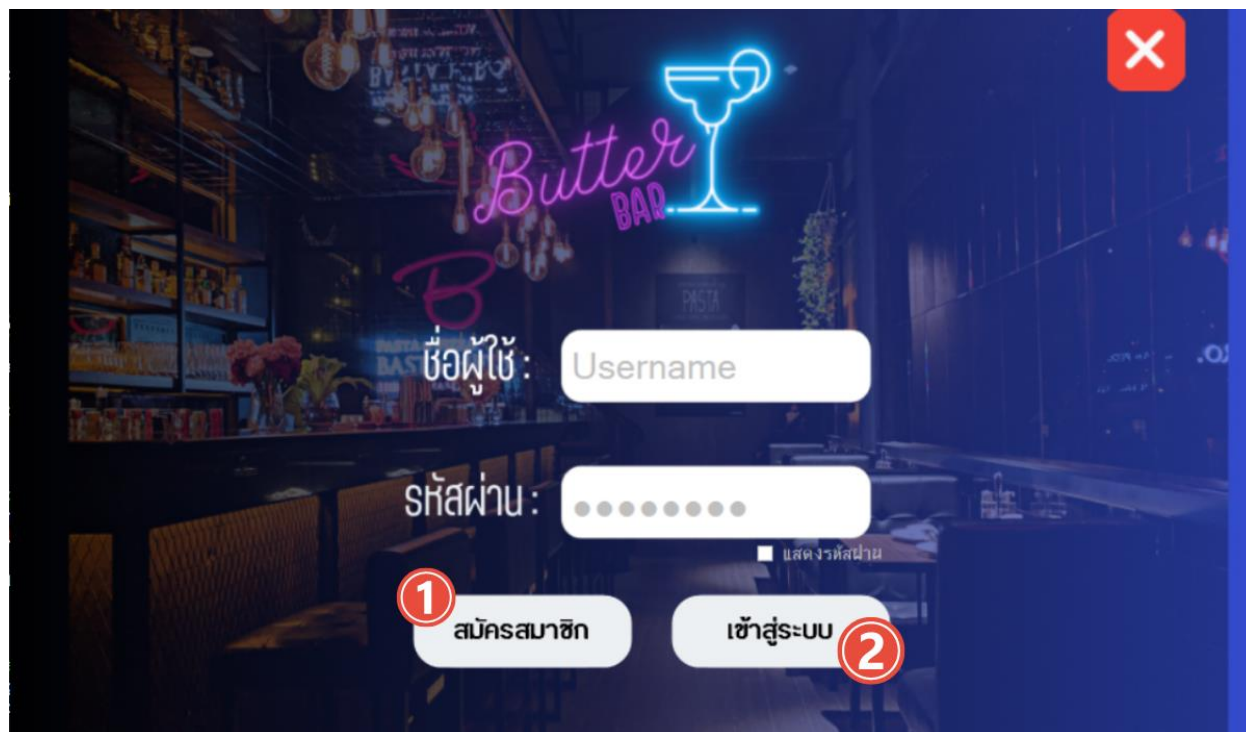 Butter
BAR
PASTA
ชื่อผู้ใช้ : Username
รหัสผ่าน :
แสดงรหัสผ่าน
1
สมัครสมาชิก เข้าสู่ระบบ
2